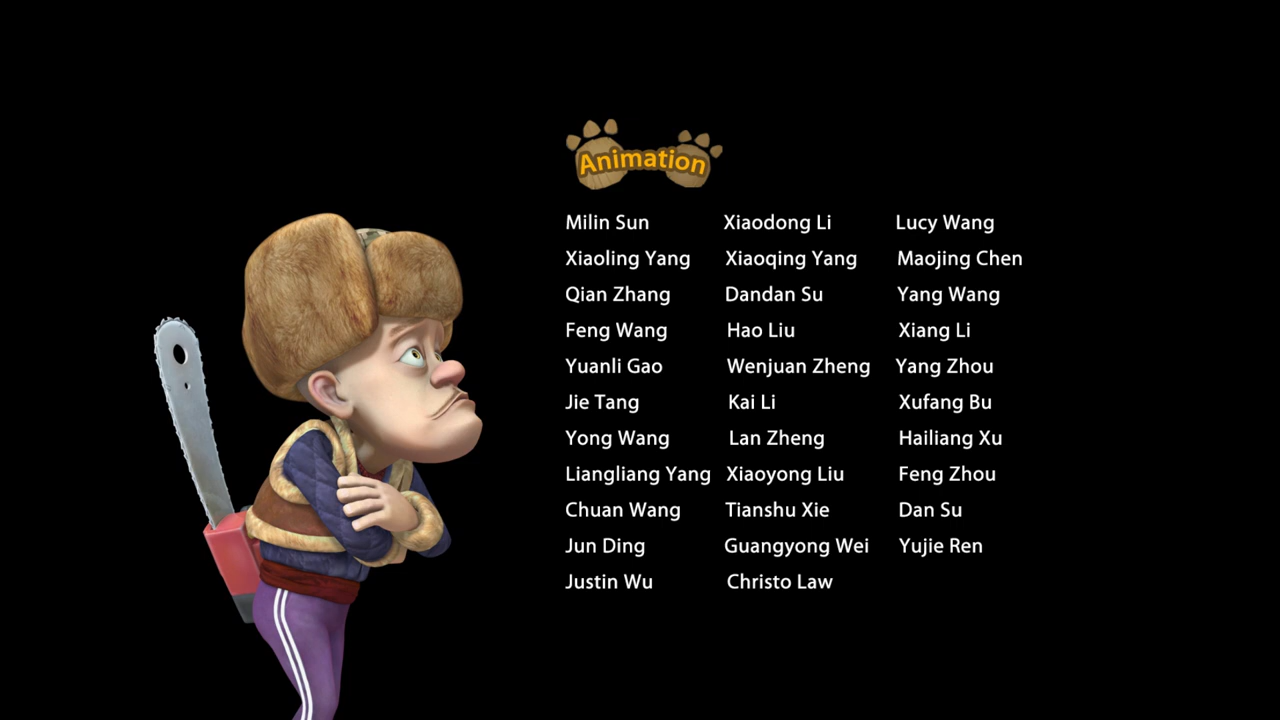 Animation
Milin Sun Xiaodong Li Lucy Wang
Xiaoling Yang Xiaoqing Yang Maojing Chen
Qian Zhang Dandan Su Yang Wang
Feng Wang Hao Liu Xiang Li
Yuanli Gao Wenjuan Zheng Yang Zhou
Jie Tang Kai Li Xufang Bu
Yong Wang Lan Zheng Hailiang Xu
Liangliang Yang Xiaoyong Liu Feng Zhou
Chuan Wang Tianshu Xie Dan Su
Jun Ding Guangyong Wei Yujie Ren
Justin Wu Christo Law